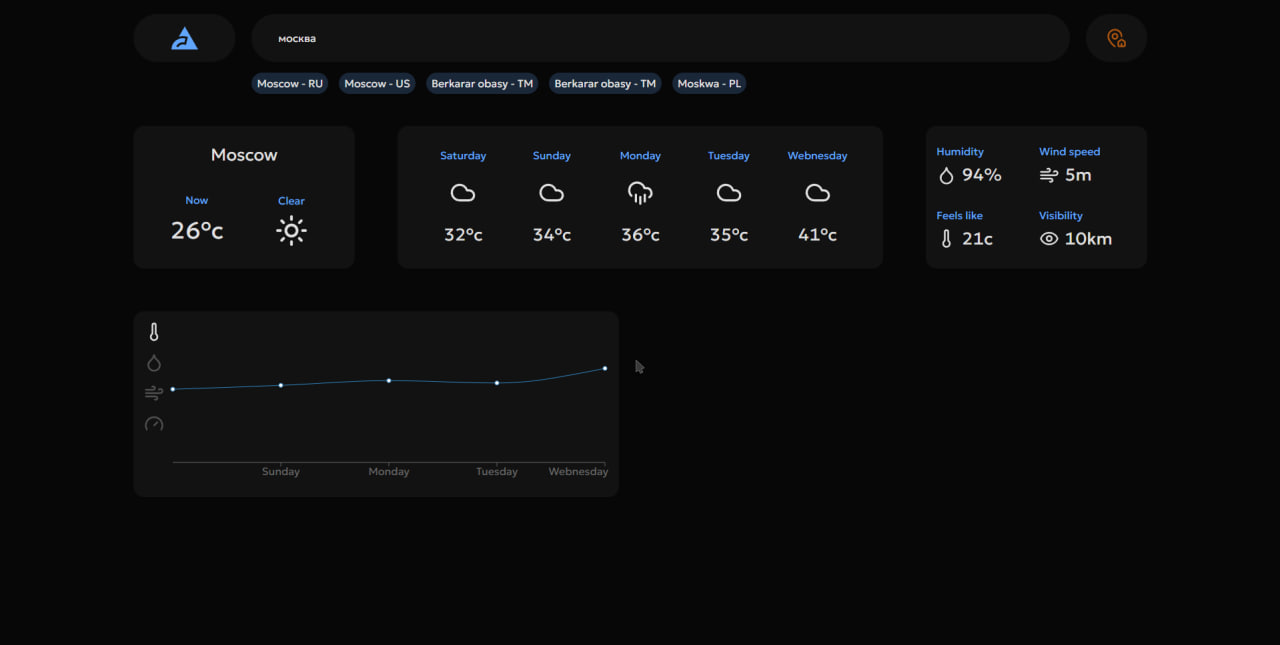 москва
Moscow - RU Moscow - US Berkarar obasy - TM Berkarar obasy - TM Moskwa - PL
Moscow
Now Clear
26°c
Saturday Sunday Monday Tuesday Webnesday
32°c 34°c 36°c 35°c 41°c
Humidity Wind speed
94% 5m
Feels like Visibility
21c 10km
Sunday Monday Tuesday Webnesday